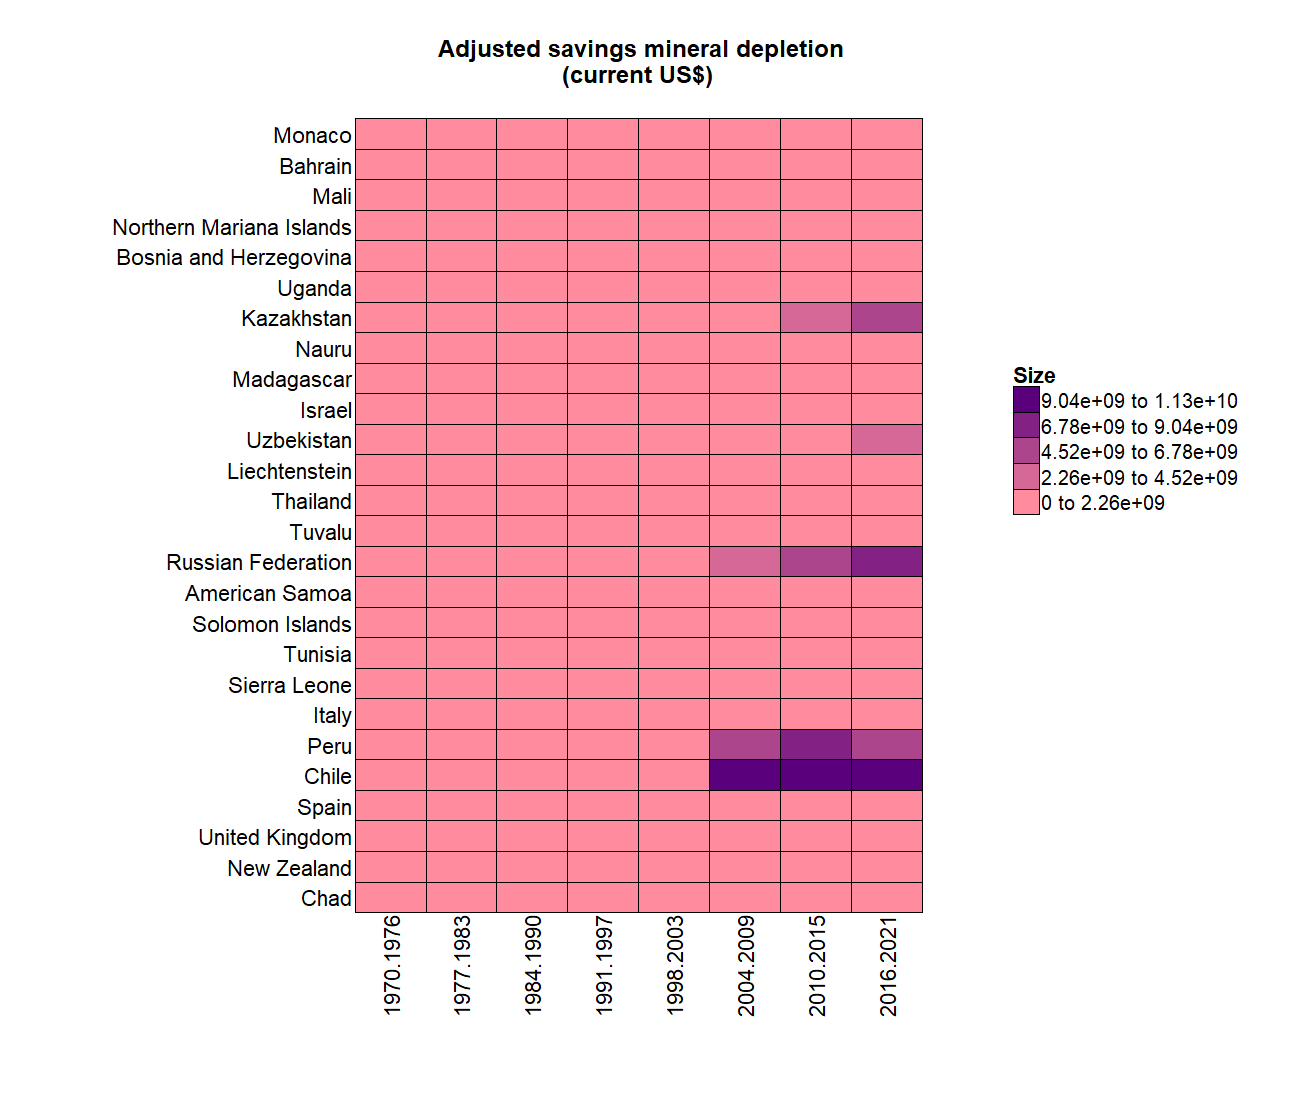 Adjusted savings mineral depletion
(current US$)
Monaco
Bahrain
Mali
Northern Mariana Islands
Bosnia and Herzegovina
Uganda
Kazakhstan
Nauru
Madagascar
Israel
Uzbekistan
Liechtenstein
Thailand
Tuvalu
Russian Federation
American Samoa
Solomon Islands
Tunisia
Sierra Leone
Italy
Peru
Chile
Spain
United Kingdom
New Zealand
Chad
1970.1976
1977.1983
1984.1990
1991.1997
1998.2003
2004.2009
2010.2015
2016.2021
Size
9.04e+09 to 1.13e+10
6.78e+09 to 9.04e+09
4.52e+09 to 6.78e+09
2.26e+09 to 4.52e+09
0 to 2.26e+09